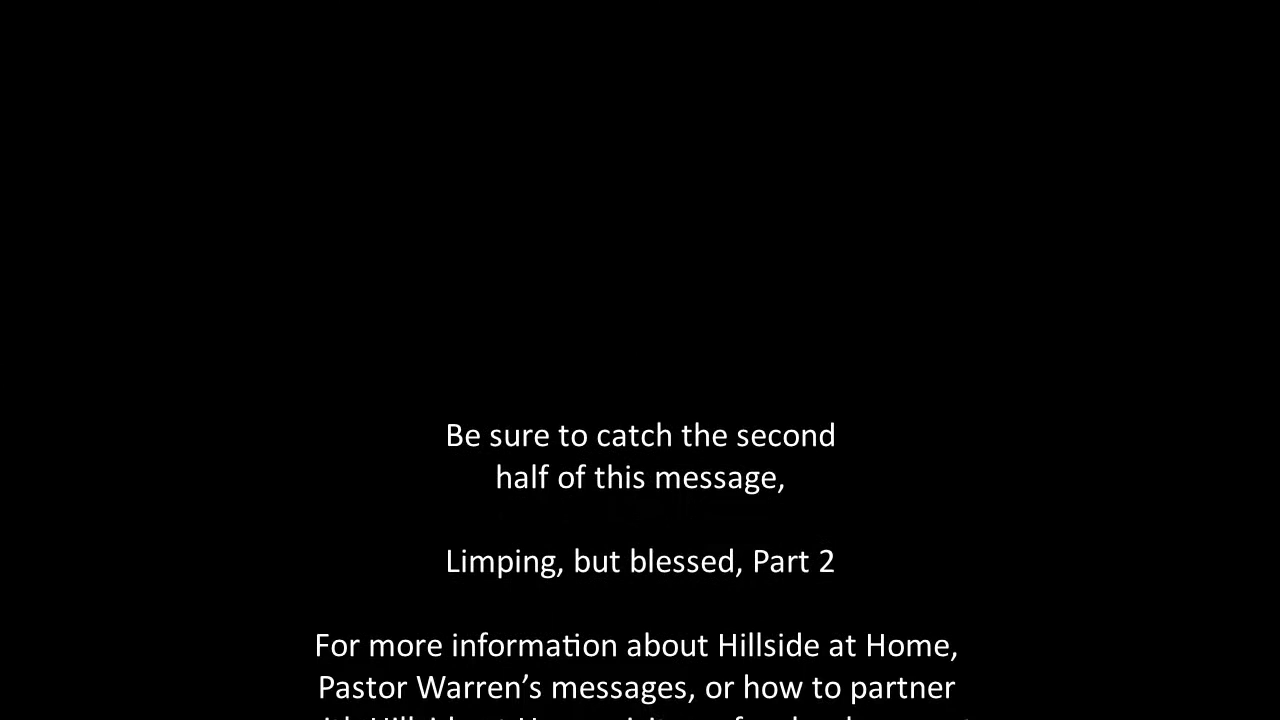 Be sure to catch the second
half of this message,
Limping, but blessed, Part 2
For more information about Hillside at Home,
Pastor Warren’s messages, or how to partner